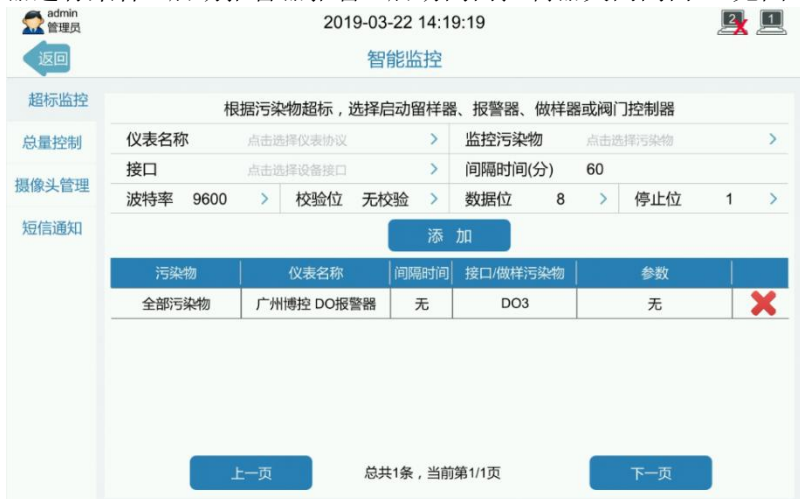 admin
管理员
2019-03-22 14:19:19
2
1
返回
智能监控
超标监控
总量控制
摄像头管理
短信通知
根据污染物超标，选择启动留样器、报警器、做样器或阀门控制器
仪表名称 点击选择仪表协议 > 监控污染物 点击选择污染物 >
接口 点击选择设备接口 > 间隔时间(分) 60
波特率 9600 > 校验位 无校验 > 数据位 8 > 停止位 1 >
添 加
污染物 仪表名称 间隔时间 接口/做样污染物 参数
全部污染物 广州博控 DO报警器 无 DO3 无
上一页 总共1条，当前第1/1页 下一页